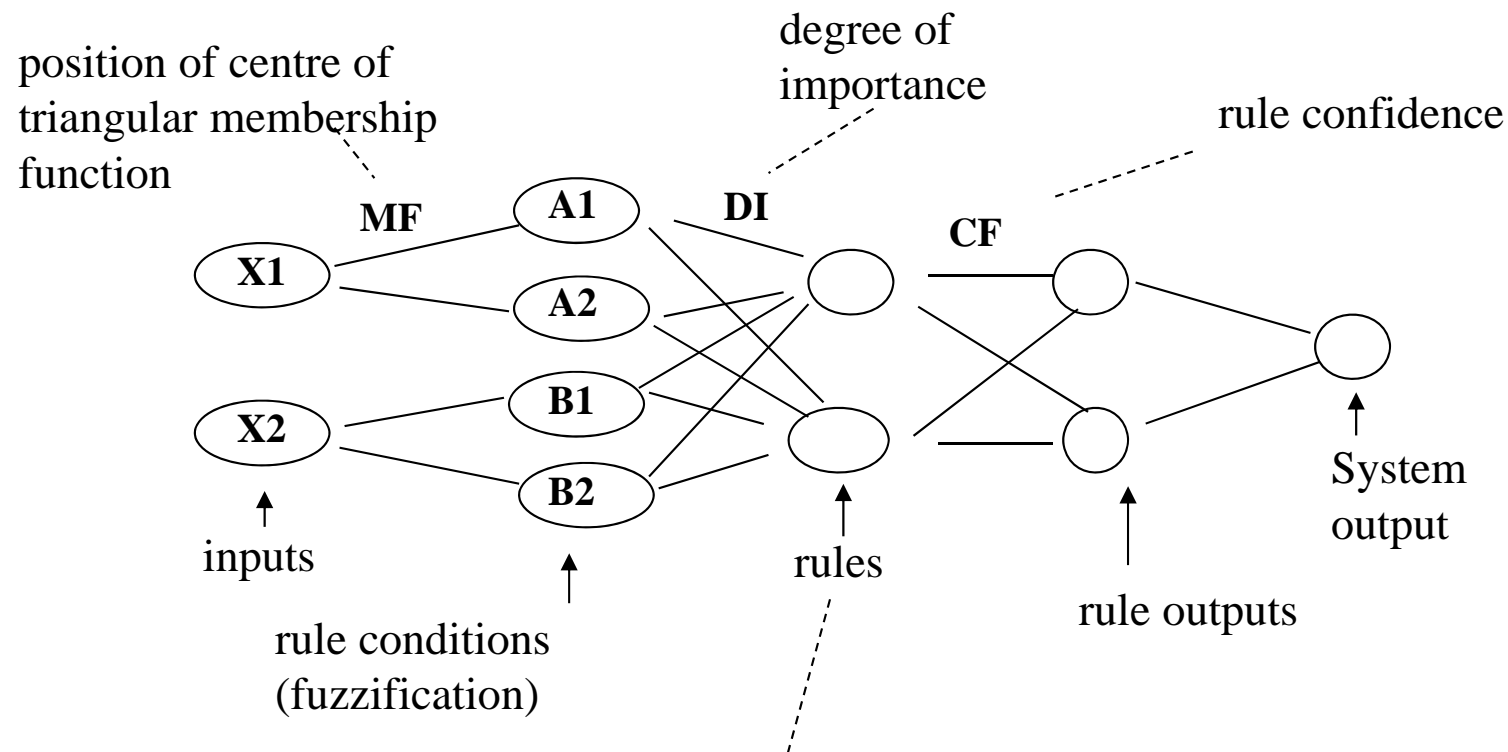 position of centre of
triangular membership
function
degree of
importance
rule confidence
MF
A1
DI
CF
X1
A2
B1
X2
B2
inputs
rule conditions
(fuzzification)
rules
rule outputs
System
output